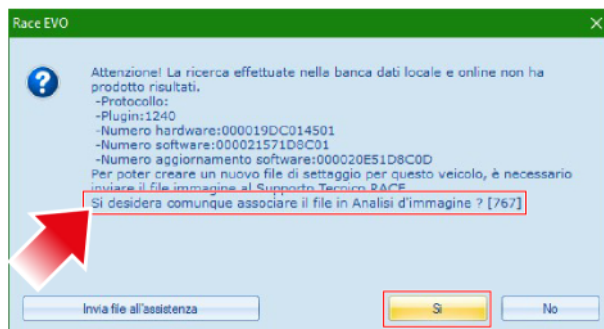 Race EVO
Attenzione! La ricerca effettuate nella banca dati locale e online non ha
prodotto risultati.
-Protocollo:
-Plugin:1240
-Numero hardware:000019DC014501
-Numero software:000021571D8C01
-Numero aggiornamento software:000020E51D8C0D
Per poter creare un nuovo file di settaggio per questo veicolo, è necessario
inviare il file immagine al Supporto Tecnico RACE
Si desidera comunque associare il file in Analisi d'immagine ? [767]
Invia file all'assistenza
Si
No